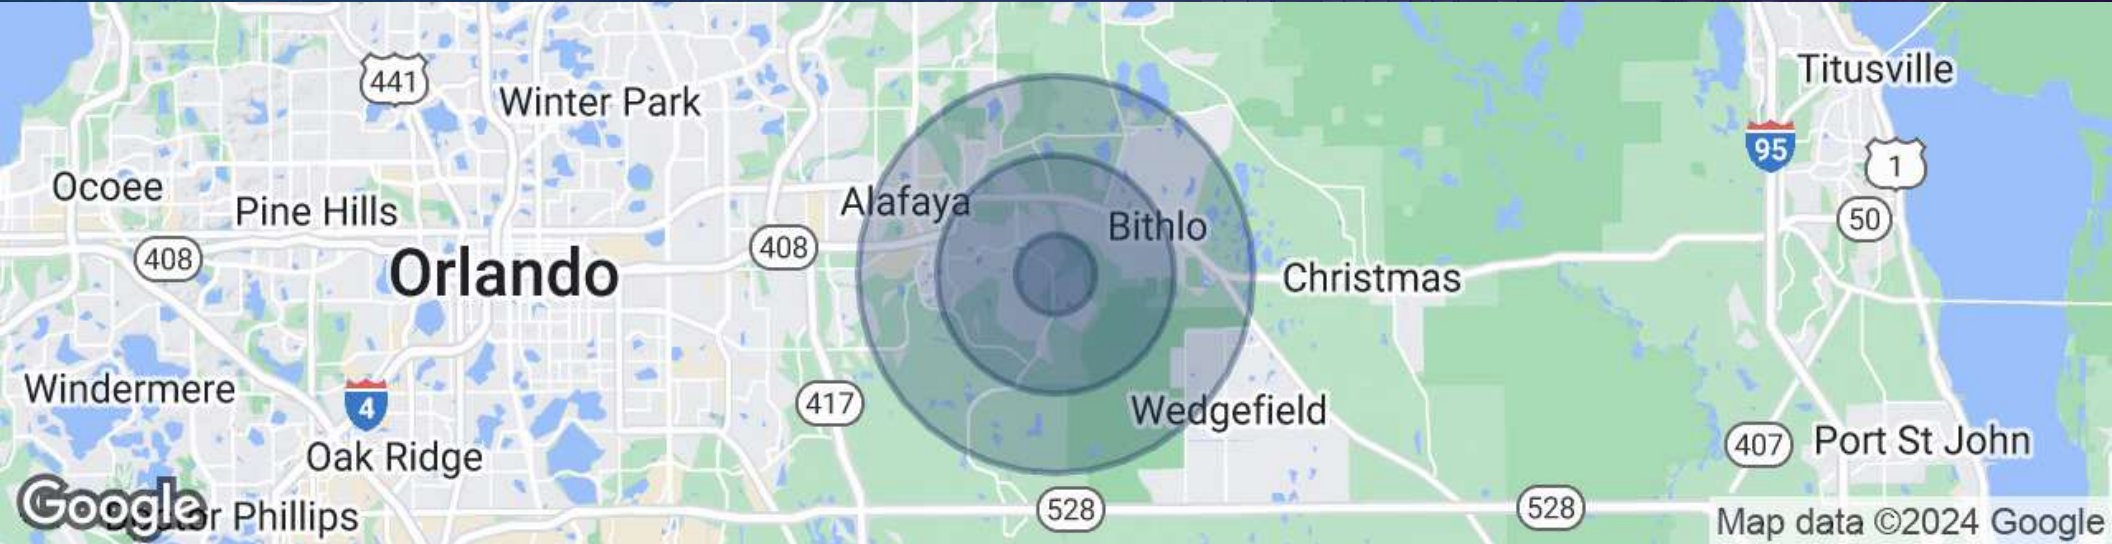 Titusville
441
Winter Park
95
1
Ocoee
Alafaya
Pine Hills
Bithlo
50
408
408
Orlando
Christmas
Windermere
4
417
Wedgefield
407
Port St John
Oak Ridge
528
528
Google
Phillips
Map data ©2024 Google